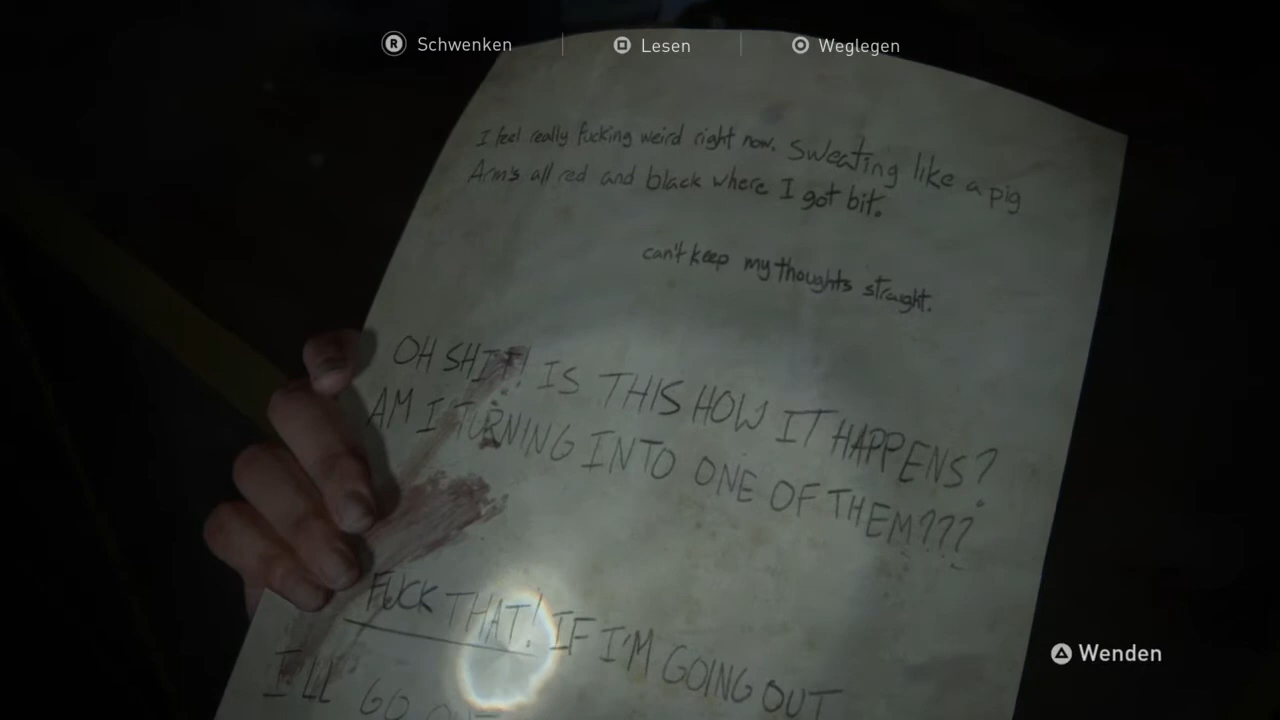 R Schwenken Lesen Weglegen
I feel really fucking weird right now. Sweating like a pig
Arm's all red and black where I got bit.
can't keep my thoughts straight.
OH SHIT! IS THIS HOW IT HAPPENS?
AM I TURNING INTO ONE OF THEM???
FUCK THAT! IF I'M GOING OUT
I'LL GO
Wenden